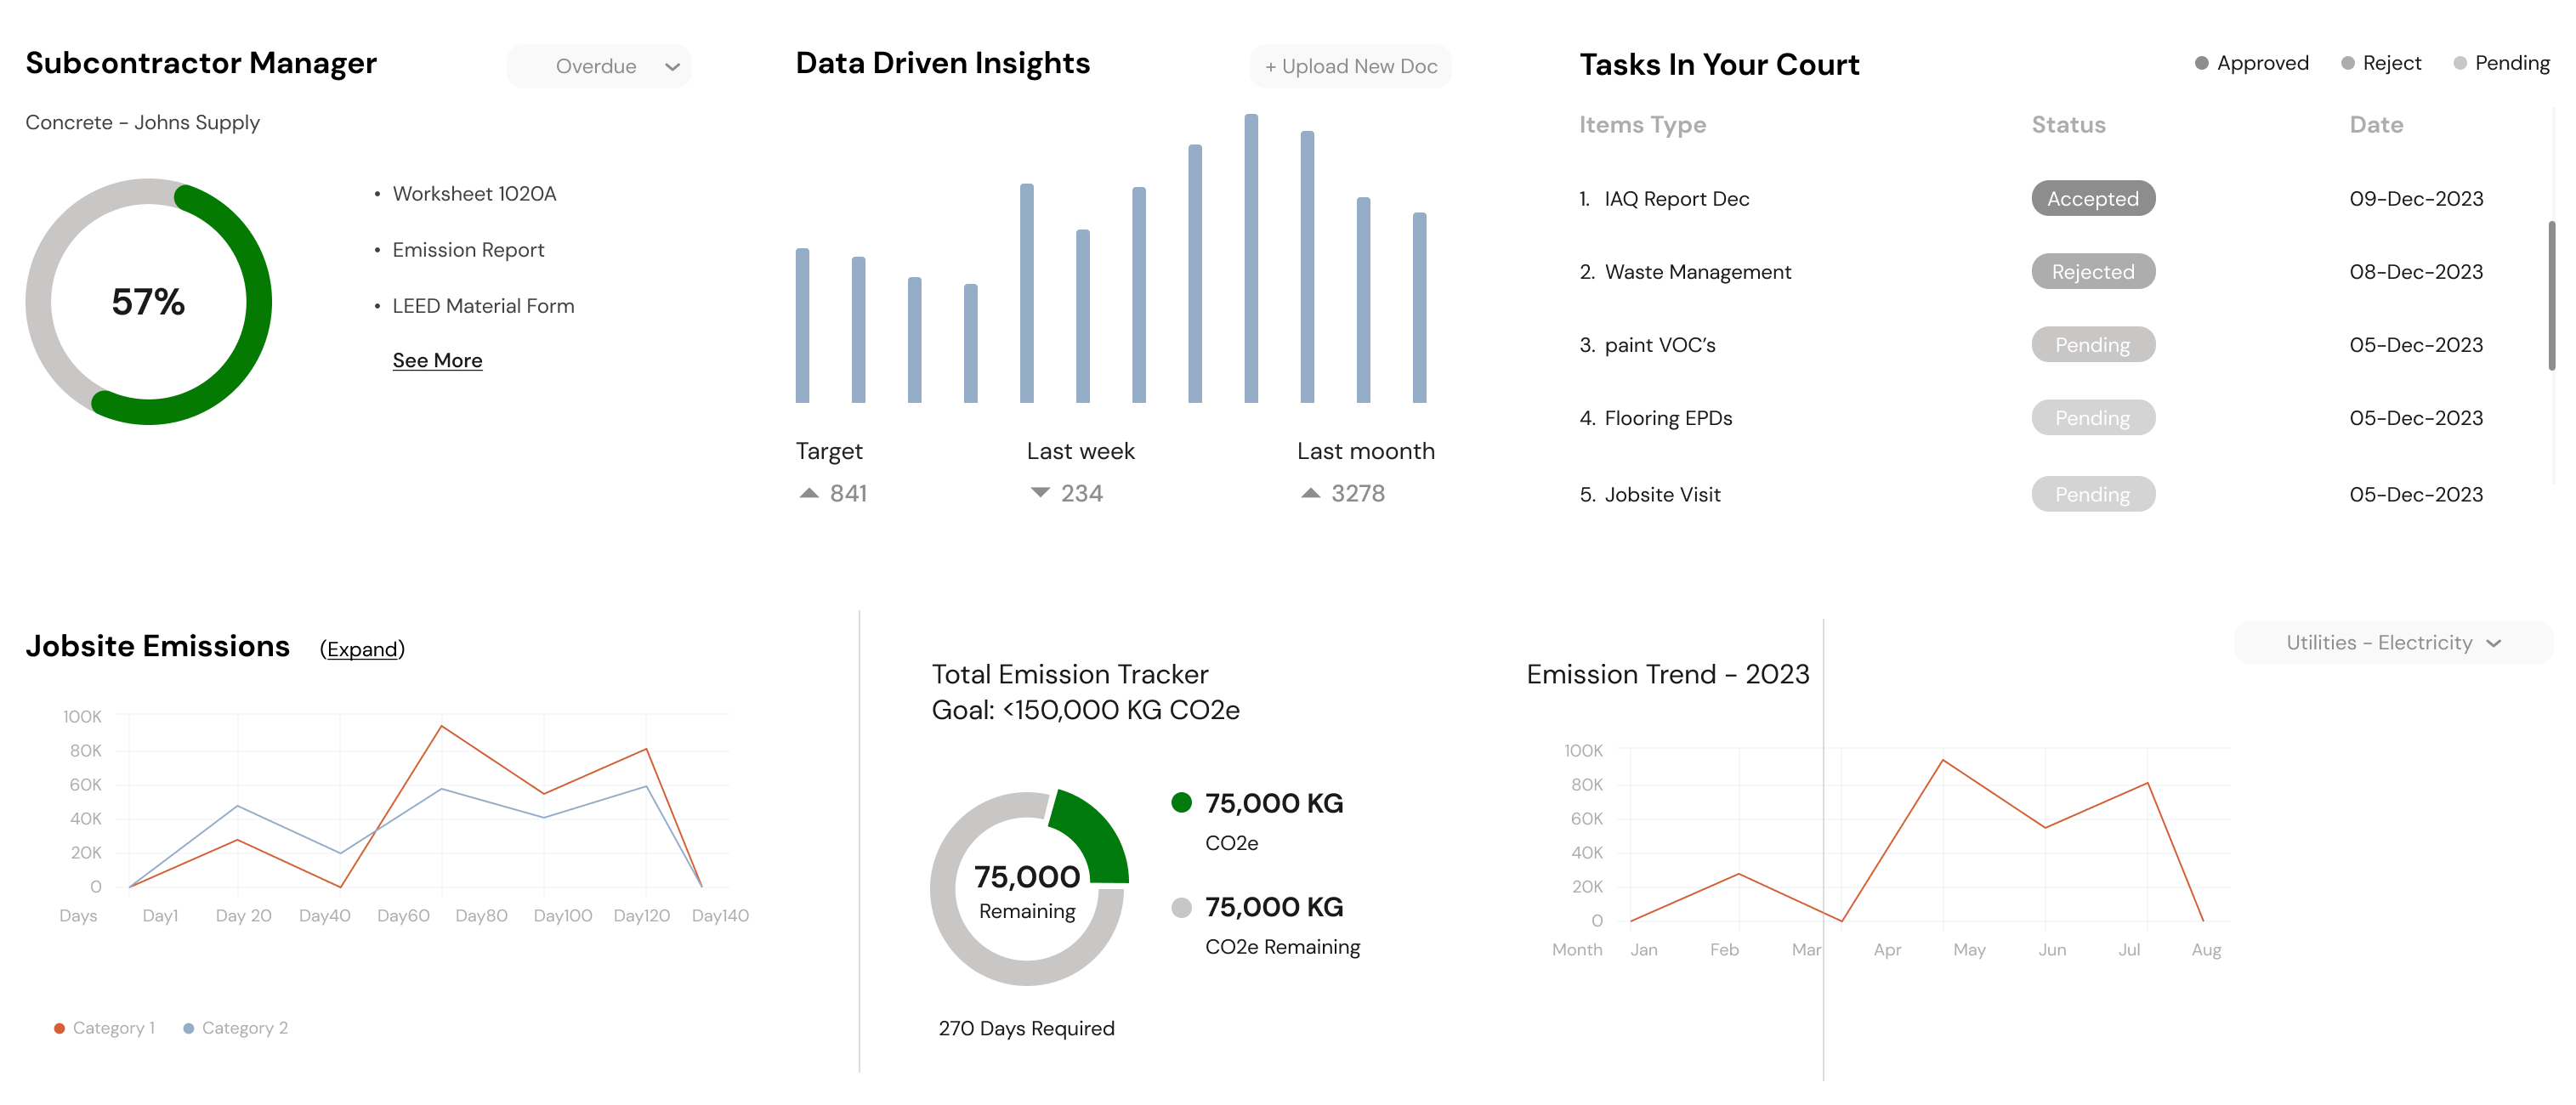 Subcontractor Manager
Overdue
Concrete - Johns Supply
57%
• Worksheet 1020A
• Emission Report
• LEED Material Form
See More
Data Driven Insights
+ Upload New Doc
Target
841
Last week
234
Last moonth
3278
Tasks In Your Court
Approved
Reject
Pending
Items Type Status Date
1. IAQ Report Dec Accepted 09-Dec-2023
2. Waste Management Rejected 08-Dec-2023
3. paint VOC's Pending 05-Dec-2023
4. Flooring EPDs Pending 05-Dec-2023
5. Jobsite Visit Pending 05-Dec-2023
Jobsite Emissions (Expand)
100K
80K
60K
40K
20K
0
Days Day1 Day 20 Day40 Day60 Day80 Day100 Day120 Day140
Category 1 Category 2
Total Emission Tracker
Goal: <150,000 KG CO2e
75,000
Remaining
75,000 KG
CO2e
75,000 KG
CO2e Remaining
270 Days Required
Emission Trend - 2023
Utilities - Electricity
100K
80K
60K
40K
20K
0
Month Jan Feb Mar Apr May Jun Jul Aug